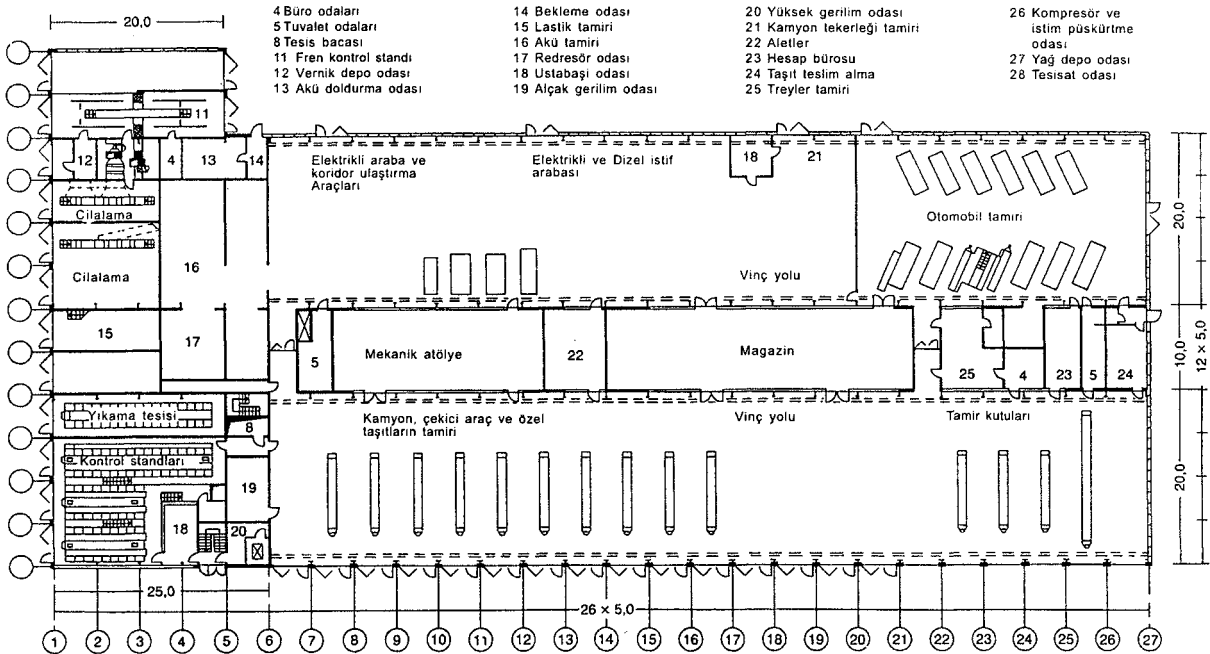 20,0
4 Büro odaları
5 Tuvalet odaları
8 Tesis bacası
11 Fren kontrol standı
12 Vernik depo odası
13 Akü doldurma odası
14 Bekleme odası
15 Lastik tamiri
16 Akü tamiri
17 Redresör odası
18 Ustabaşı odası
19 Alçak gerilim odası
20 Yüksek gerilim odası
21 Kamyon tekerleği tamiri
22 Aletler
23 Hesap bürosu
24 Taşıt teslim alma
25 Treyler tamiri
26 Kompresör ve
istim püskürtme
odası
27 Yağ depo odası
28 Tesisat odası
11
12
4
13
14
Elektrikli araba ve
koridor ulaştırma
Araçları
Elektrikli ve Dizel istif
arabası
18
21
Cilalama
Otomobil tamiri
20,0
Cilalama
16
Vinç yolu
15
17
5
Mekanik atölye
22
Magazin
25
4
23
5
24
10,0
12 × 5,0
Yıkama tesisi
8
Kamyon, çekici araç ve özel
taşıtların tamiri
Vinç yolu
Tamir kutuları
Kontrol standları
19
18
20
20,0
25,0
26 × 5,0
1 2 3 4 5 6 7 8 9 10 11 12 13 14 15 16 17 18 19 20 21 22 23 24 25 26 27